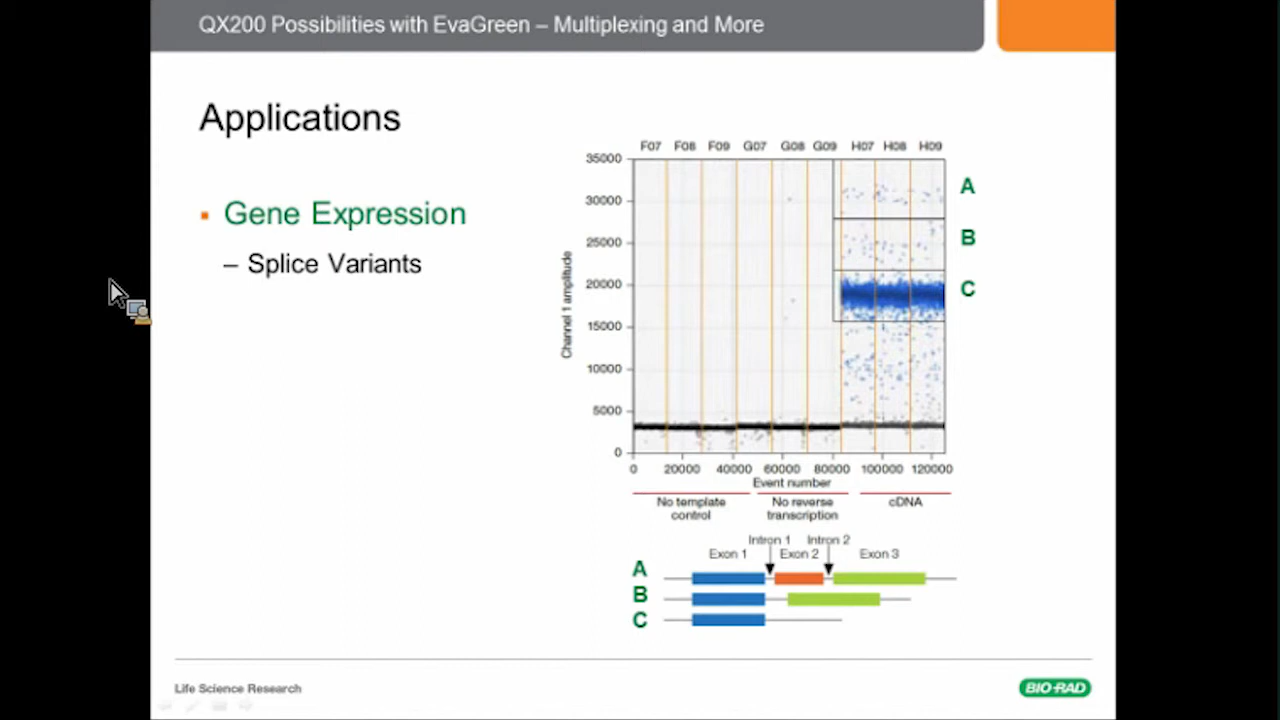 QX200 Possibilities with EvaGreen – Multiplexing and More
Applications
▪ Gene Expression
– Splice Variants
F07 F08 F09 G07 G08 G09 H07 H08 H09
35000
30000
25000
20000
15000
10000
5000
0
Channel 1 amplitude
A
B
C
0 20000 40000 60000 80000 100000 120000
Event number
No template control
No reverse transcription
cDNA
Intron 1 Intron 2
Exon 1 Exon 2 Exon 3
A
B
C
Life Science Research
BIO-RAD